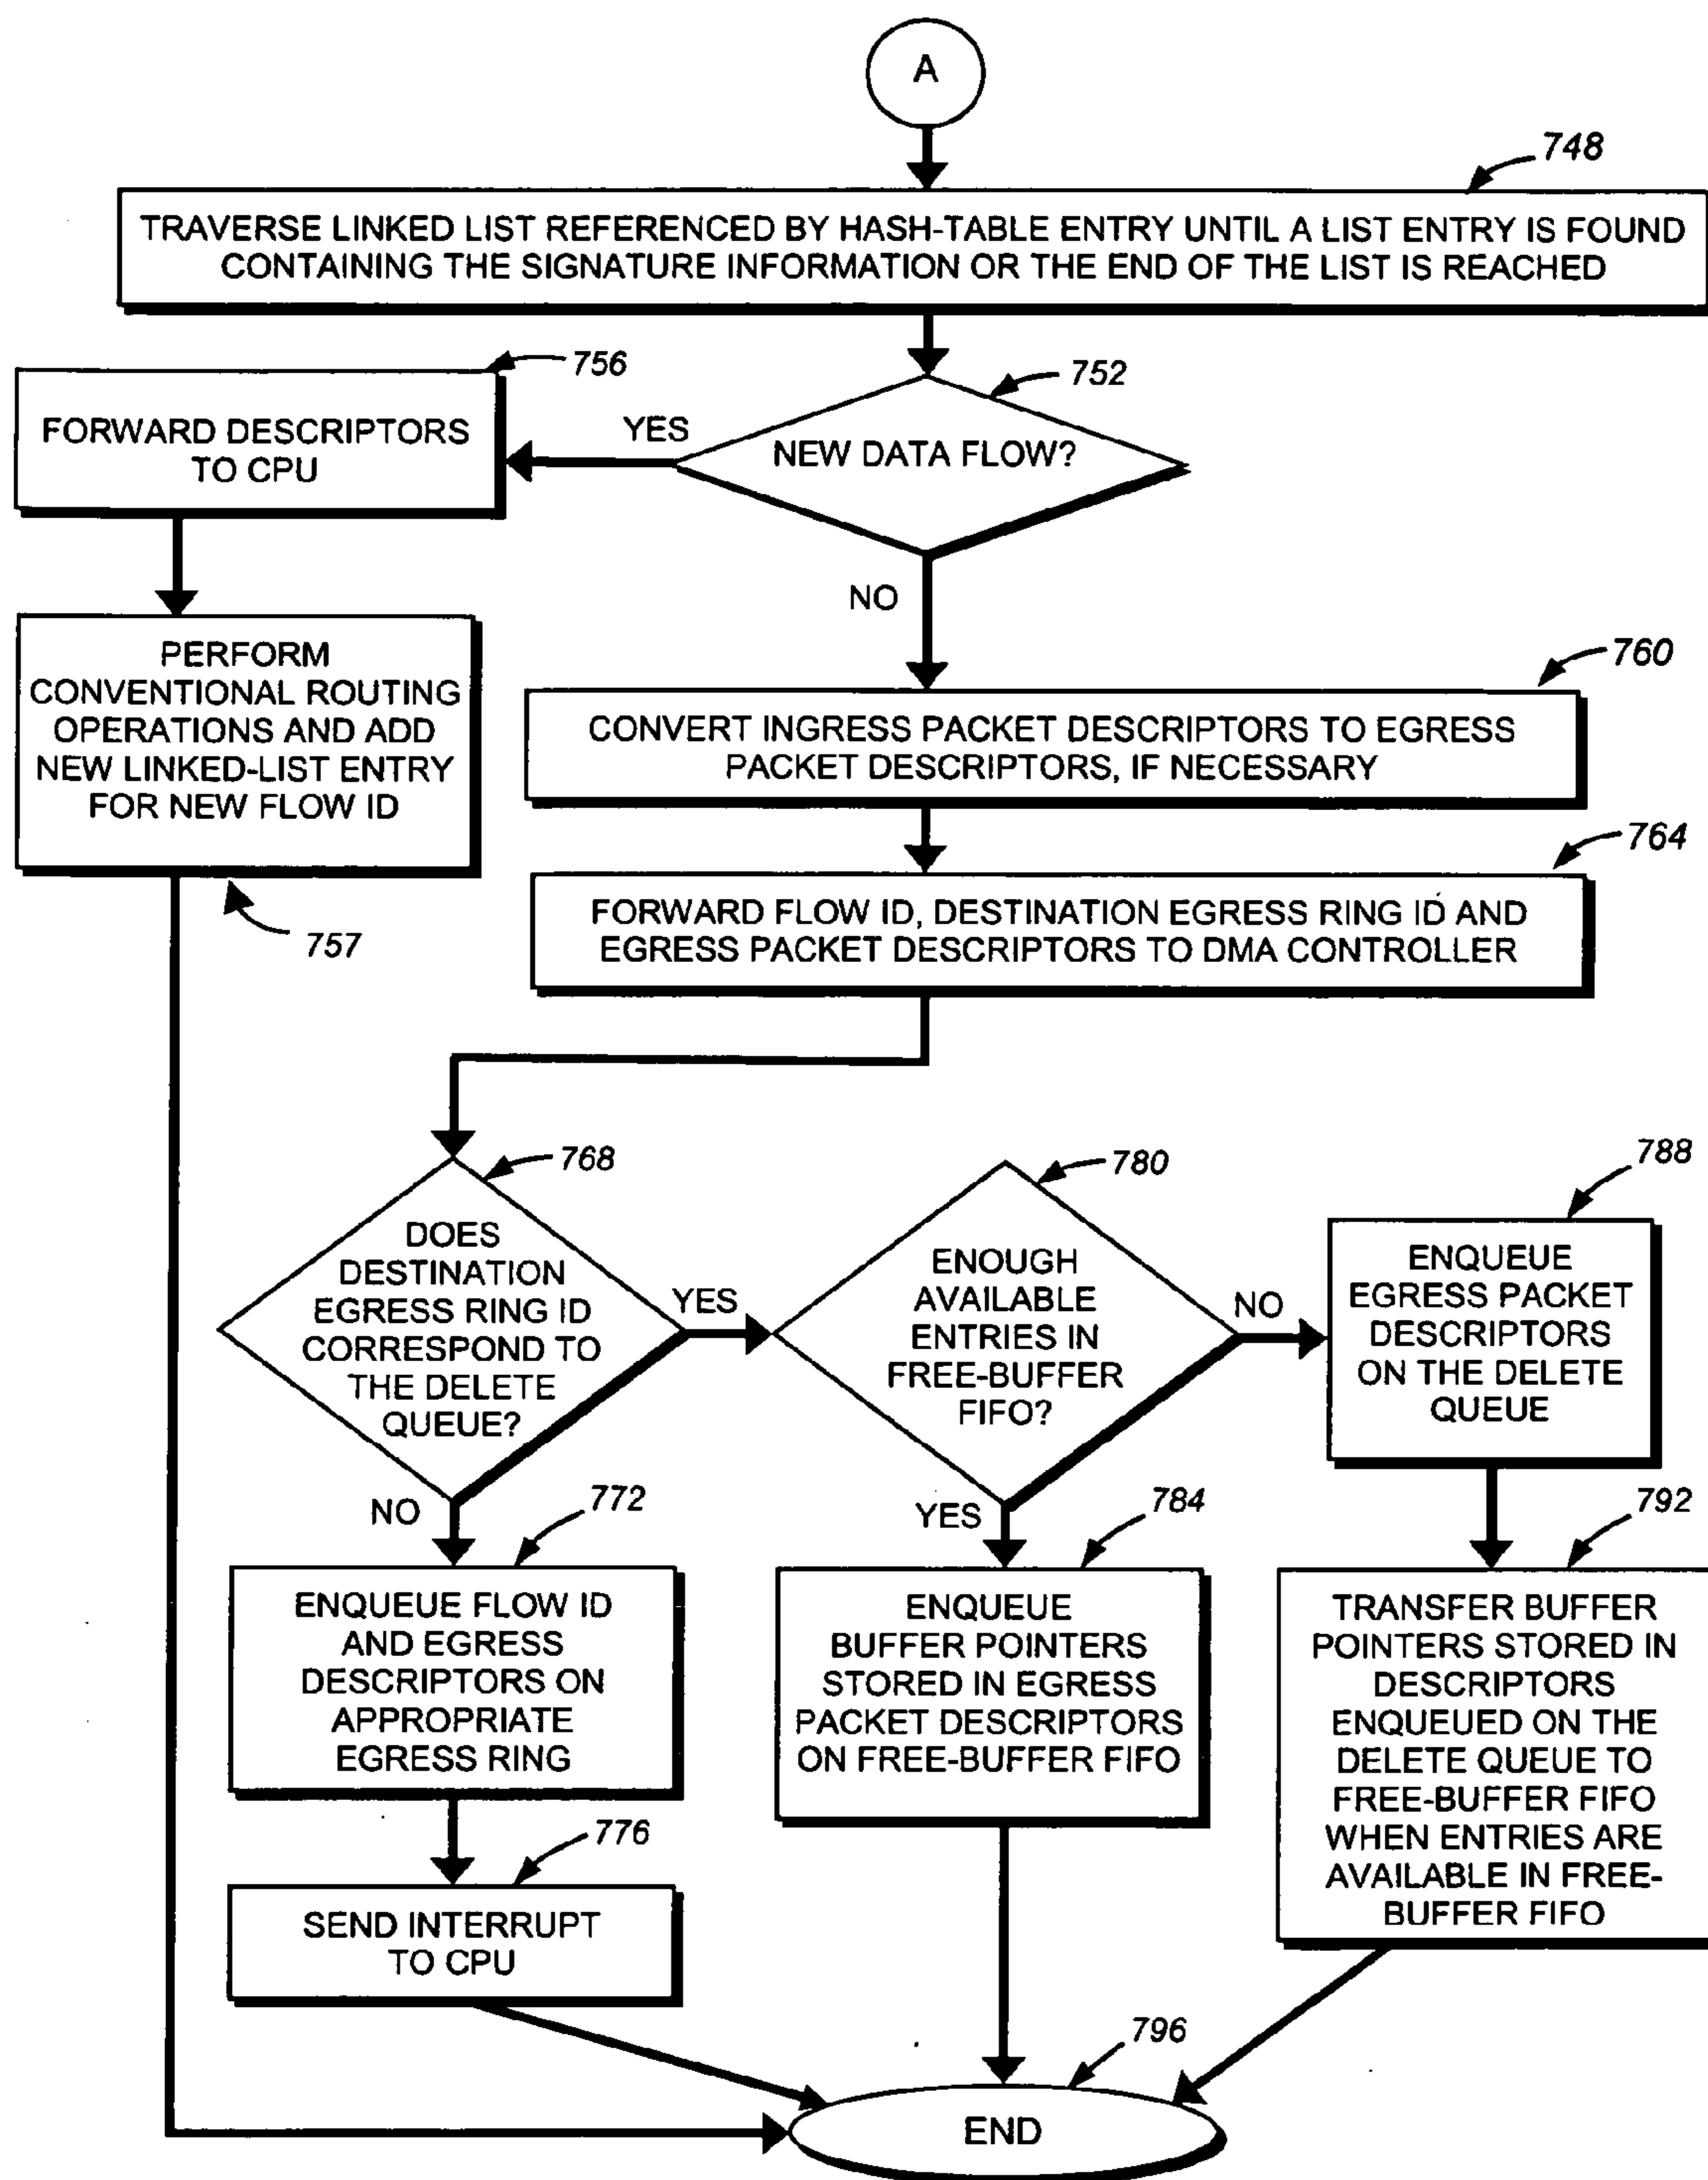 A
748
TRAVERSE LINKED LIST REFERENCED BY HASH-TABLE ENTRY UNTIL A LIST ENTRY IS FOUND
CONTAINING THE SIGNATURE INFORMATION OR THE END OF THE LIST IS REACHED
756
FORWARD DESCRIPTORS
TO CPU
752
YES
NEW DATA FLOW?
NO
PERFORM
CONVENTIONAL ROUTING
OPERATIONS AND ADD
NEW LINKED-LIST ENTRY
FOR NEW FLOW ID
757
760
CONVERT INGRESS PACKET DESCRIPTORS TO EGRESS
PACKET DESCRIPTORS, IF NECESSARY
764
FORWARD FLOW ID, DESTINATION EGRESS RING ID AND
EGRESS PACKET DESCRIPTORS TO DMA CONTROLLER
768
DOES
DESTINATION
EGRESS RING ID
CORRESPOND TO
THE DELETE
QUEUE?
YES
NO
780
ENOUGH
AVAILABLE
ENTRIES IN
FREE-BUFFER
FIFO?
NO
YES
788
ENQUEUE
EGRESS PACKET
DESCRIPTORS
ON THE DELETE
QUEUE
772
ENQUEUE FLOW ID
AND EGRESS
DESCRIPTORS ON
APPROPRIATE
EGRESS RING
784
ENQUEUE
BUFFER POINTERS
STORED IN EGRESS
PACKET DESCRIPTORS
ON FREE-BUFFER FIFO
792
TRANSFER BUFFER
POINTERS STORED IN
DESCRIPTORS
ENQUEUED ON THE
DELETE QUEUE TO
FREE-BUFFER FIFO
WHEN ENTRIES ARE
AVAILABLE IN FREE-
BUFFER FIFO
776
SEND INTERRUPT
TO CPU
796
END